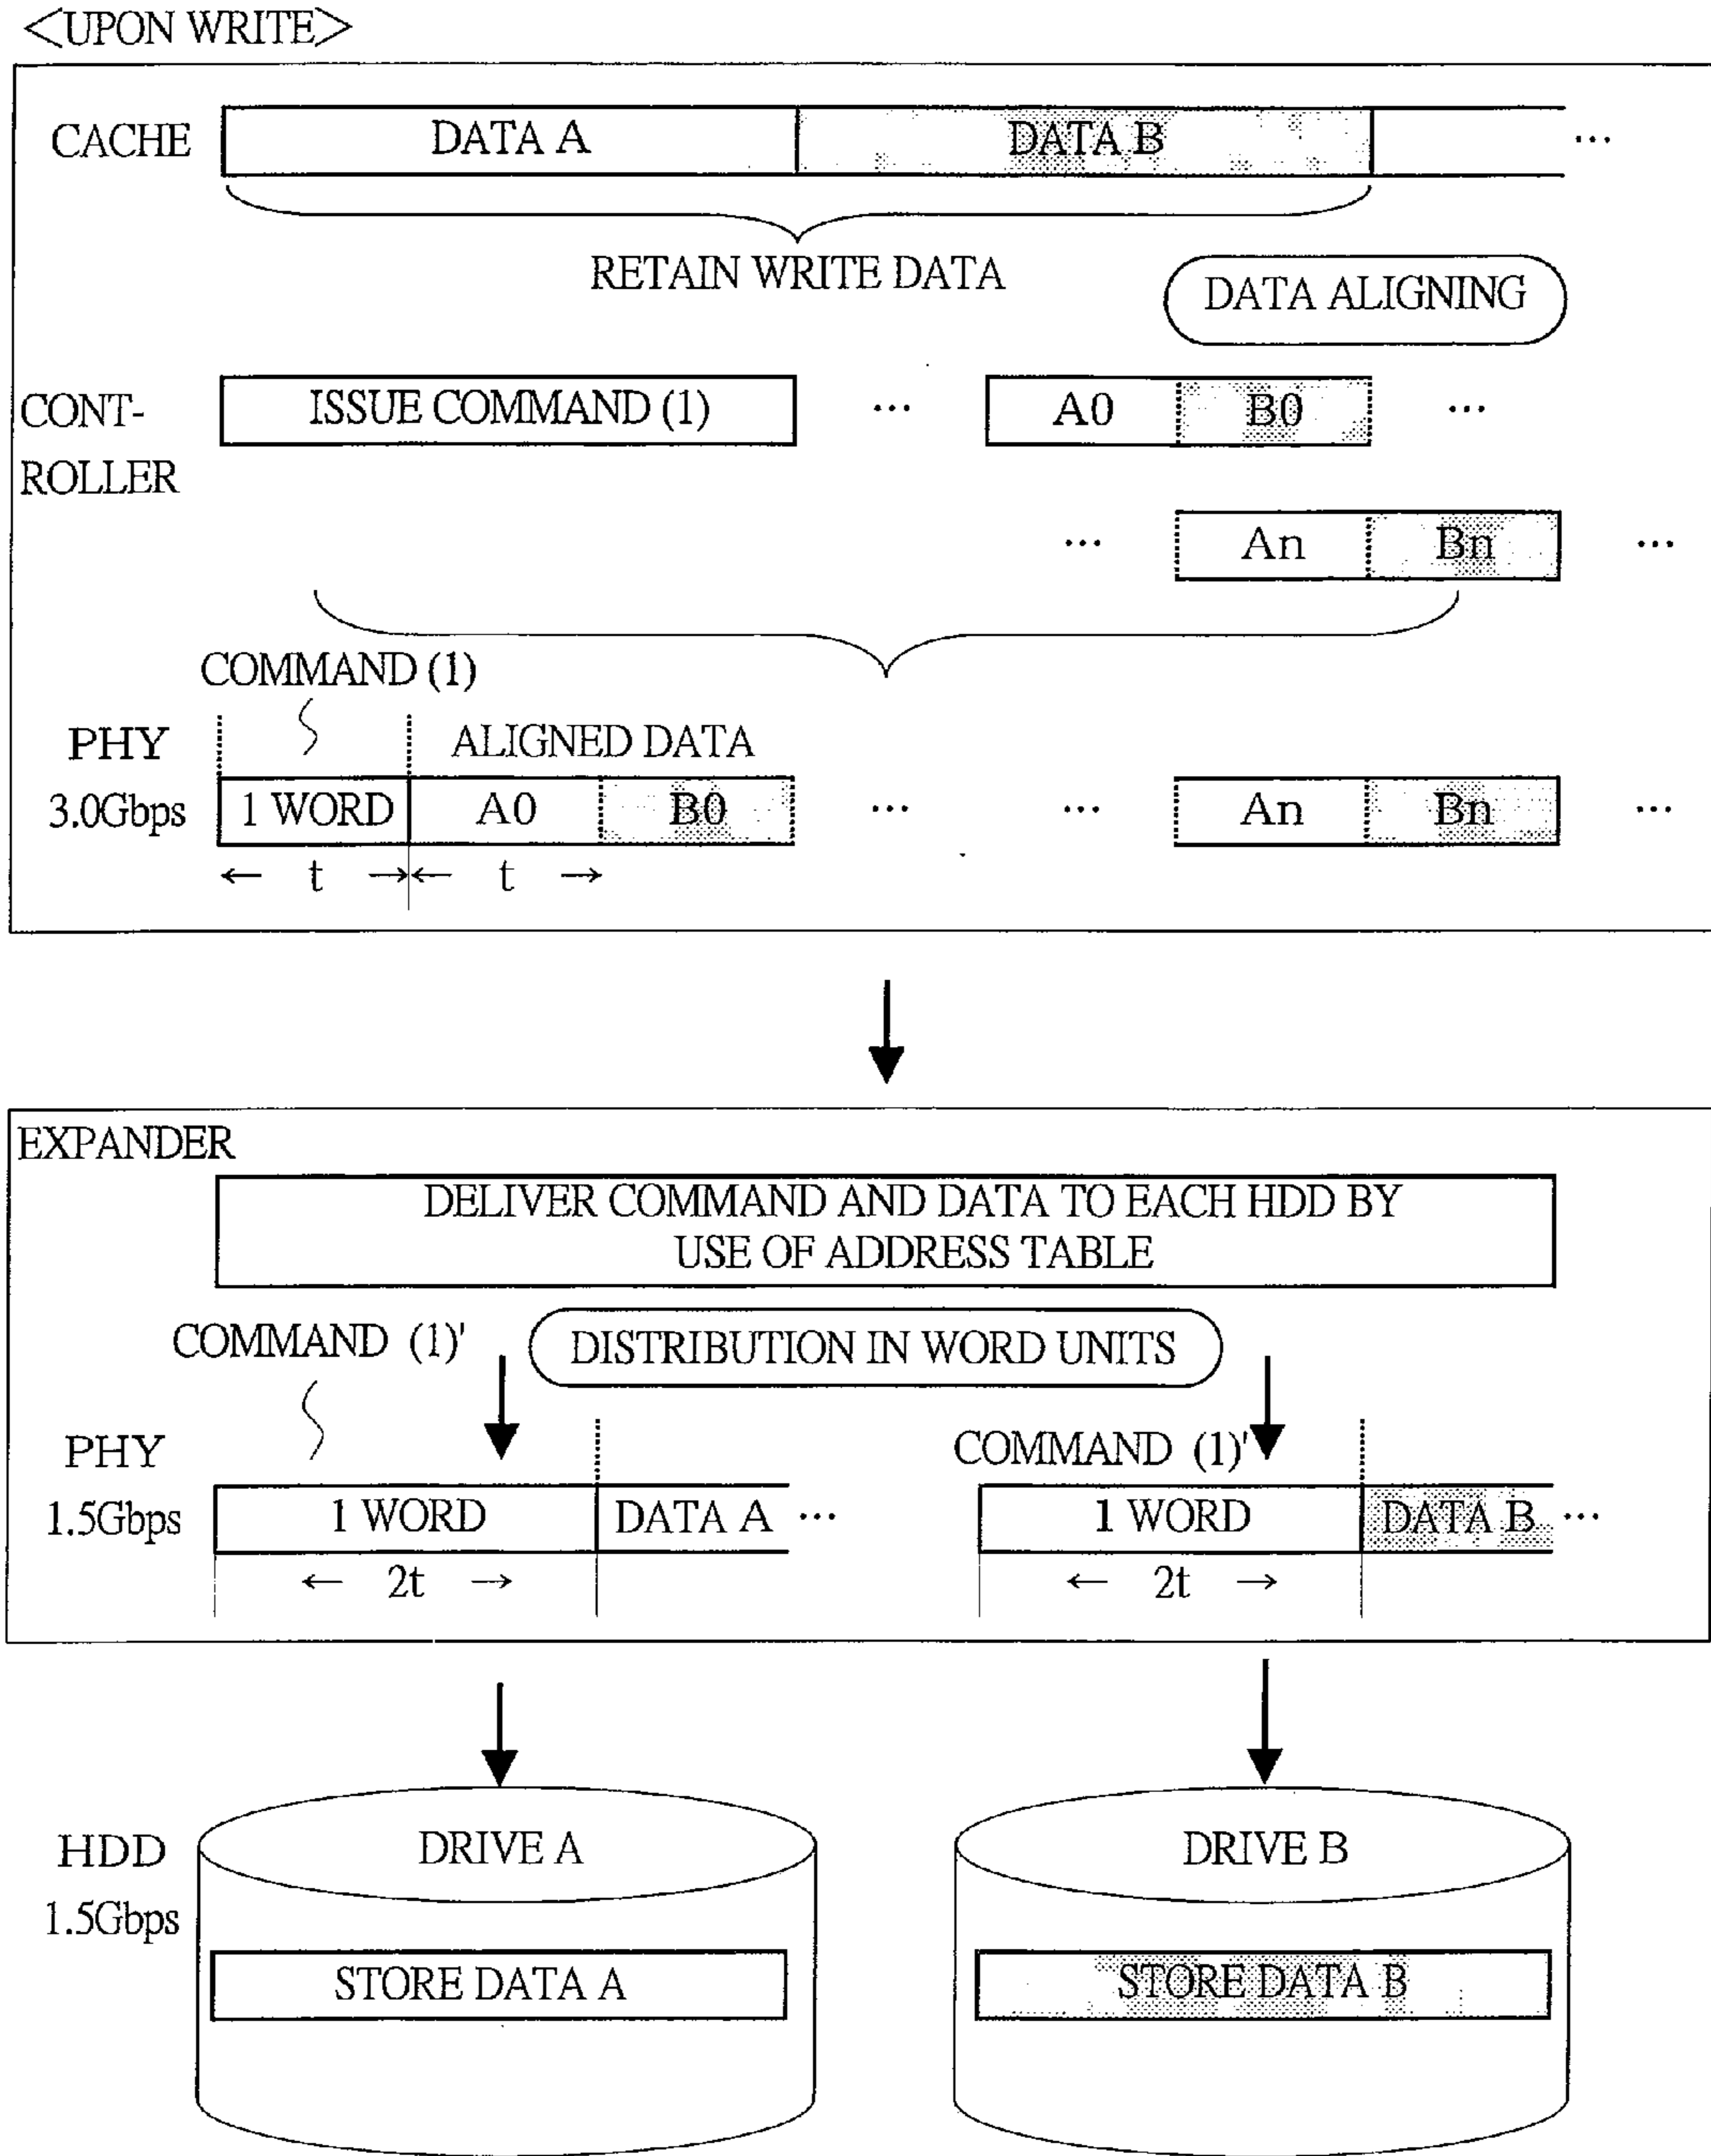 <UPON WRITE>
CACHE DATA A DATA B ...
RETAIN WRITE DATA
DATA ALIGNING
CONT-
ROLLER
ISSUE COMMAND (1) ... A0 B0 ...
... An Bn ...
COMMAND (1)
PHY
3.0Gbps
ALIGNED DATA
1 WORD A0 B0 ... ... An Bn ...
← t →← t →
EXPANDER
DELIVER COMMAND AND DATA TO EACH HDD BY
USE OF ADDRESS TABLE
COMMAND (1)' DISTRIBUTION IN WORD UNITS
PHY
1.5Gbps
COMMAND (1)'
1 WORD DATA A ... 1 WORD DATA B ...
← 2t → ← 2t →
HDD
1.5Gbps
DRIVE A DRIVE B
STORE DATA A STORE DATA B